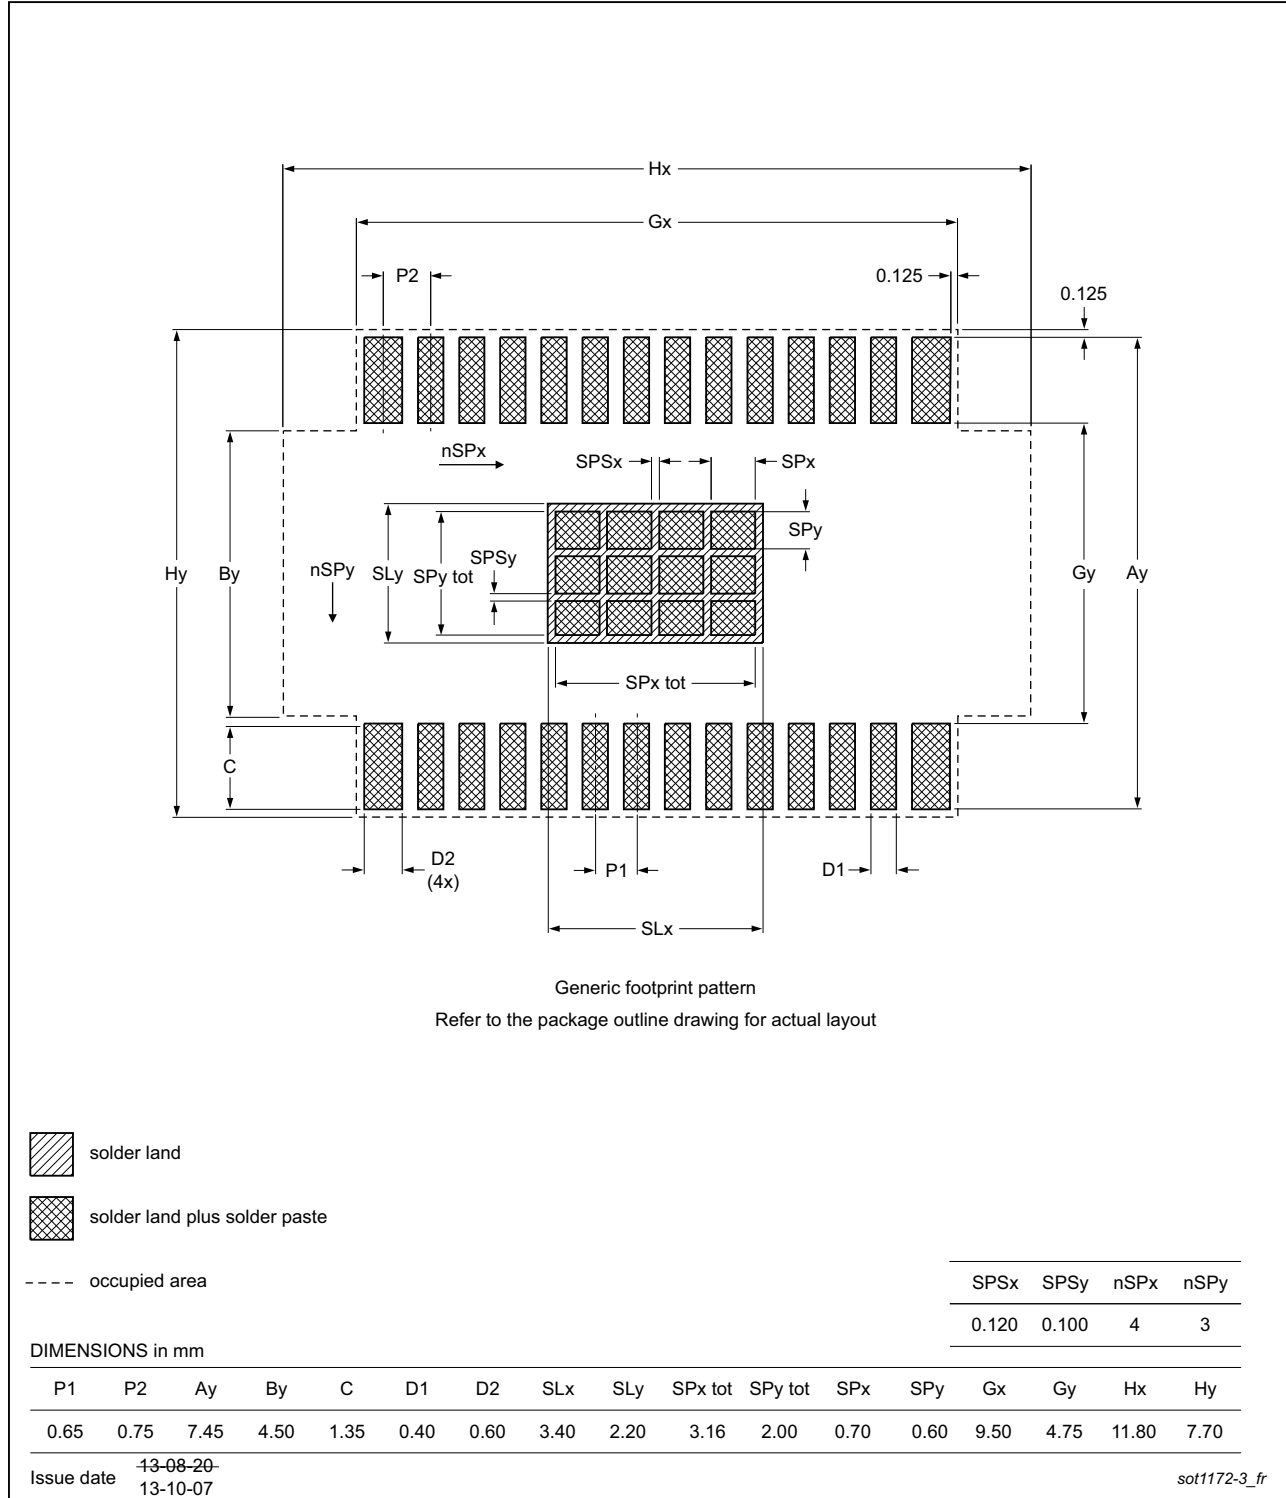 Hx
Gx
P2
0.125
0.125
nSPx
SPSx
SPx
SPy
SPSy
Hy
By
nSPy
SLy
SPy tot
Gy
Ay
SPx tot
C
D2
(4x)
P1
D1
SLx
Generic footprint pattern
Refer to the package outline drawing for actual layout
solder land
solder land plus solder paste
occupied area
SPSx SPSy nSPx nSPy
0.120 0.100 4 3
DIMENSIONS in mm
P1 P2 Ay By C D1 D2 SLx SLy SPx tot SPy tot SPx SPy Gx Gy Hx Hy
0.65 0.75 7.45 4.50 1.35 0.40 0.60 3.40 2.20 3.16 2.00 0.70 0.60 9.50 4.75 11.80 7.70
Issue date 13-08-20
13-10-07
sot1172-3_fr